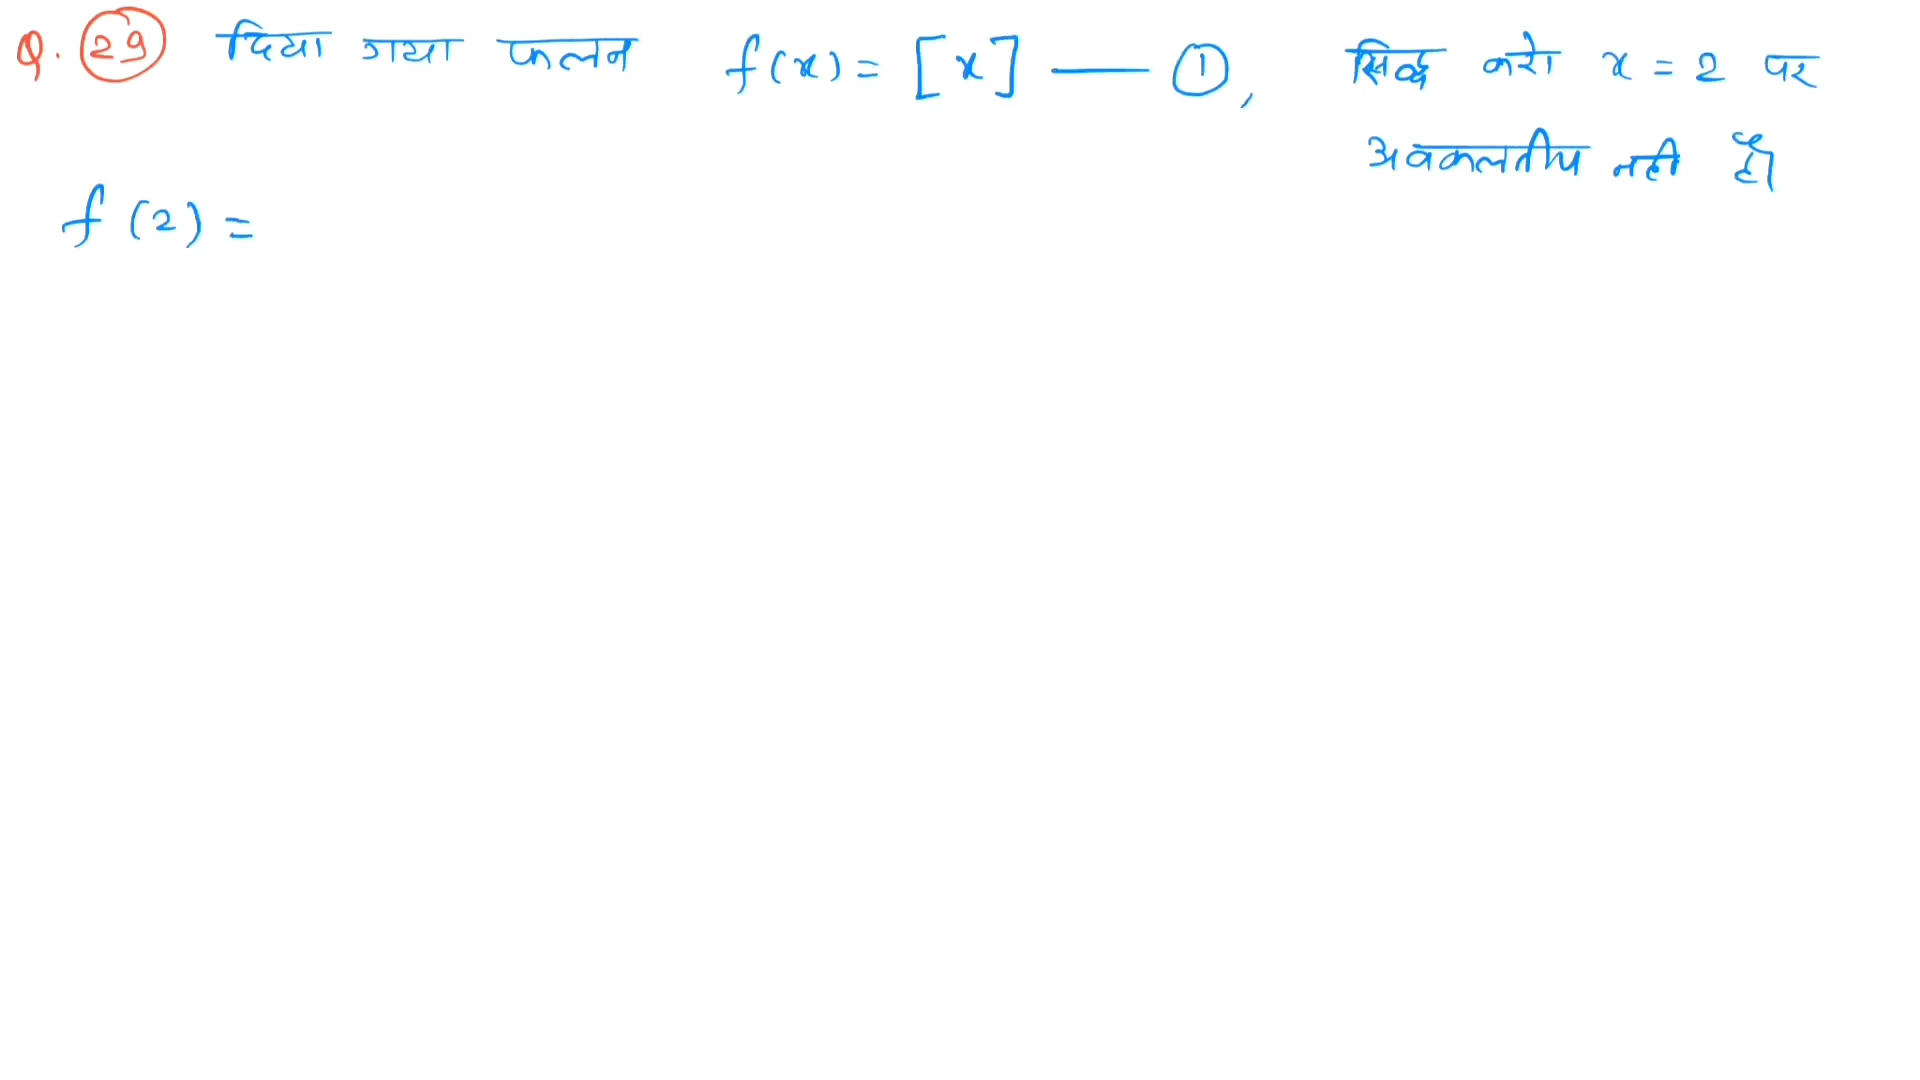 Q. 29 दिया गया फलन f(x) = [x] — ①, सिद्ध करो x = 2 पर
अवकलनीय नही है।
f(2) =